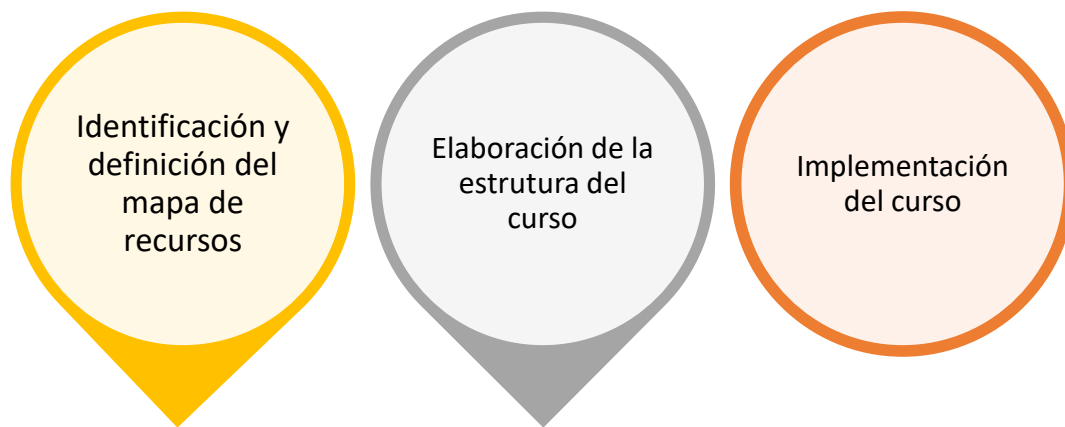 Identificación y
definición del
mapa de
recursos
Elaboración de la
estrutura del
curso
Implementación
del curso